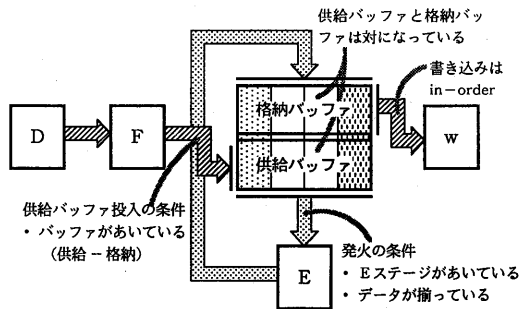 供給バッファと格納バッ
ファは対になっている
書き込みは
in-order
格納バッファ
供給バッファ
D
F
W
供給バッファ投入の条件
・バッファがあいている
（供給－格納）
E
発火の条件
・Eステージがあいている
・データが揃っている